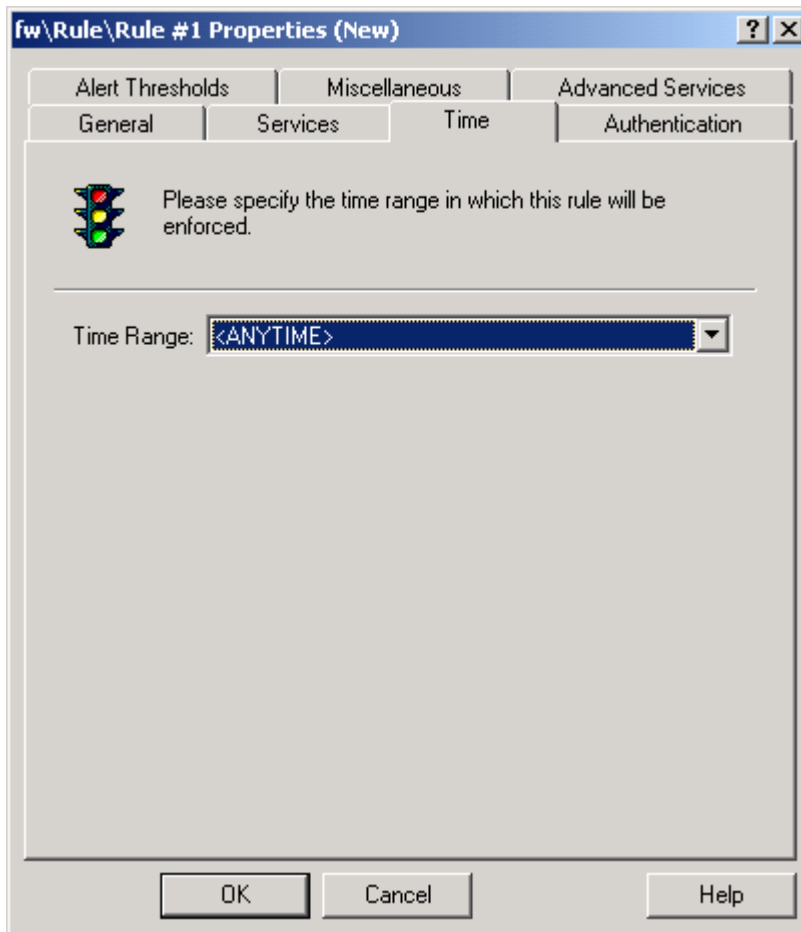 fw\Rule\Rule #1 Properties (New)
Alert Thresholds
Miscellaneous
Advanced Services
General
Services
Time
Authentication
Please specify the time range in which this rule will be
enforced.
Time Range: <ANYTIME>
OK
Cancel
Help